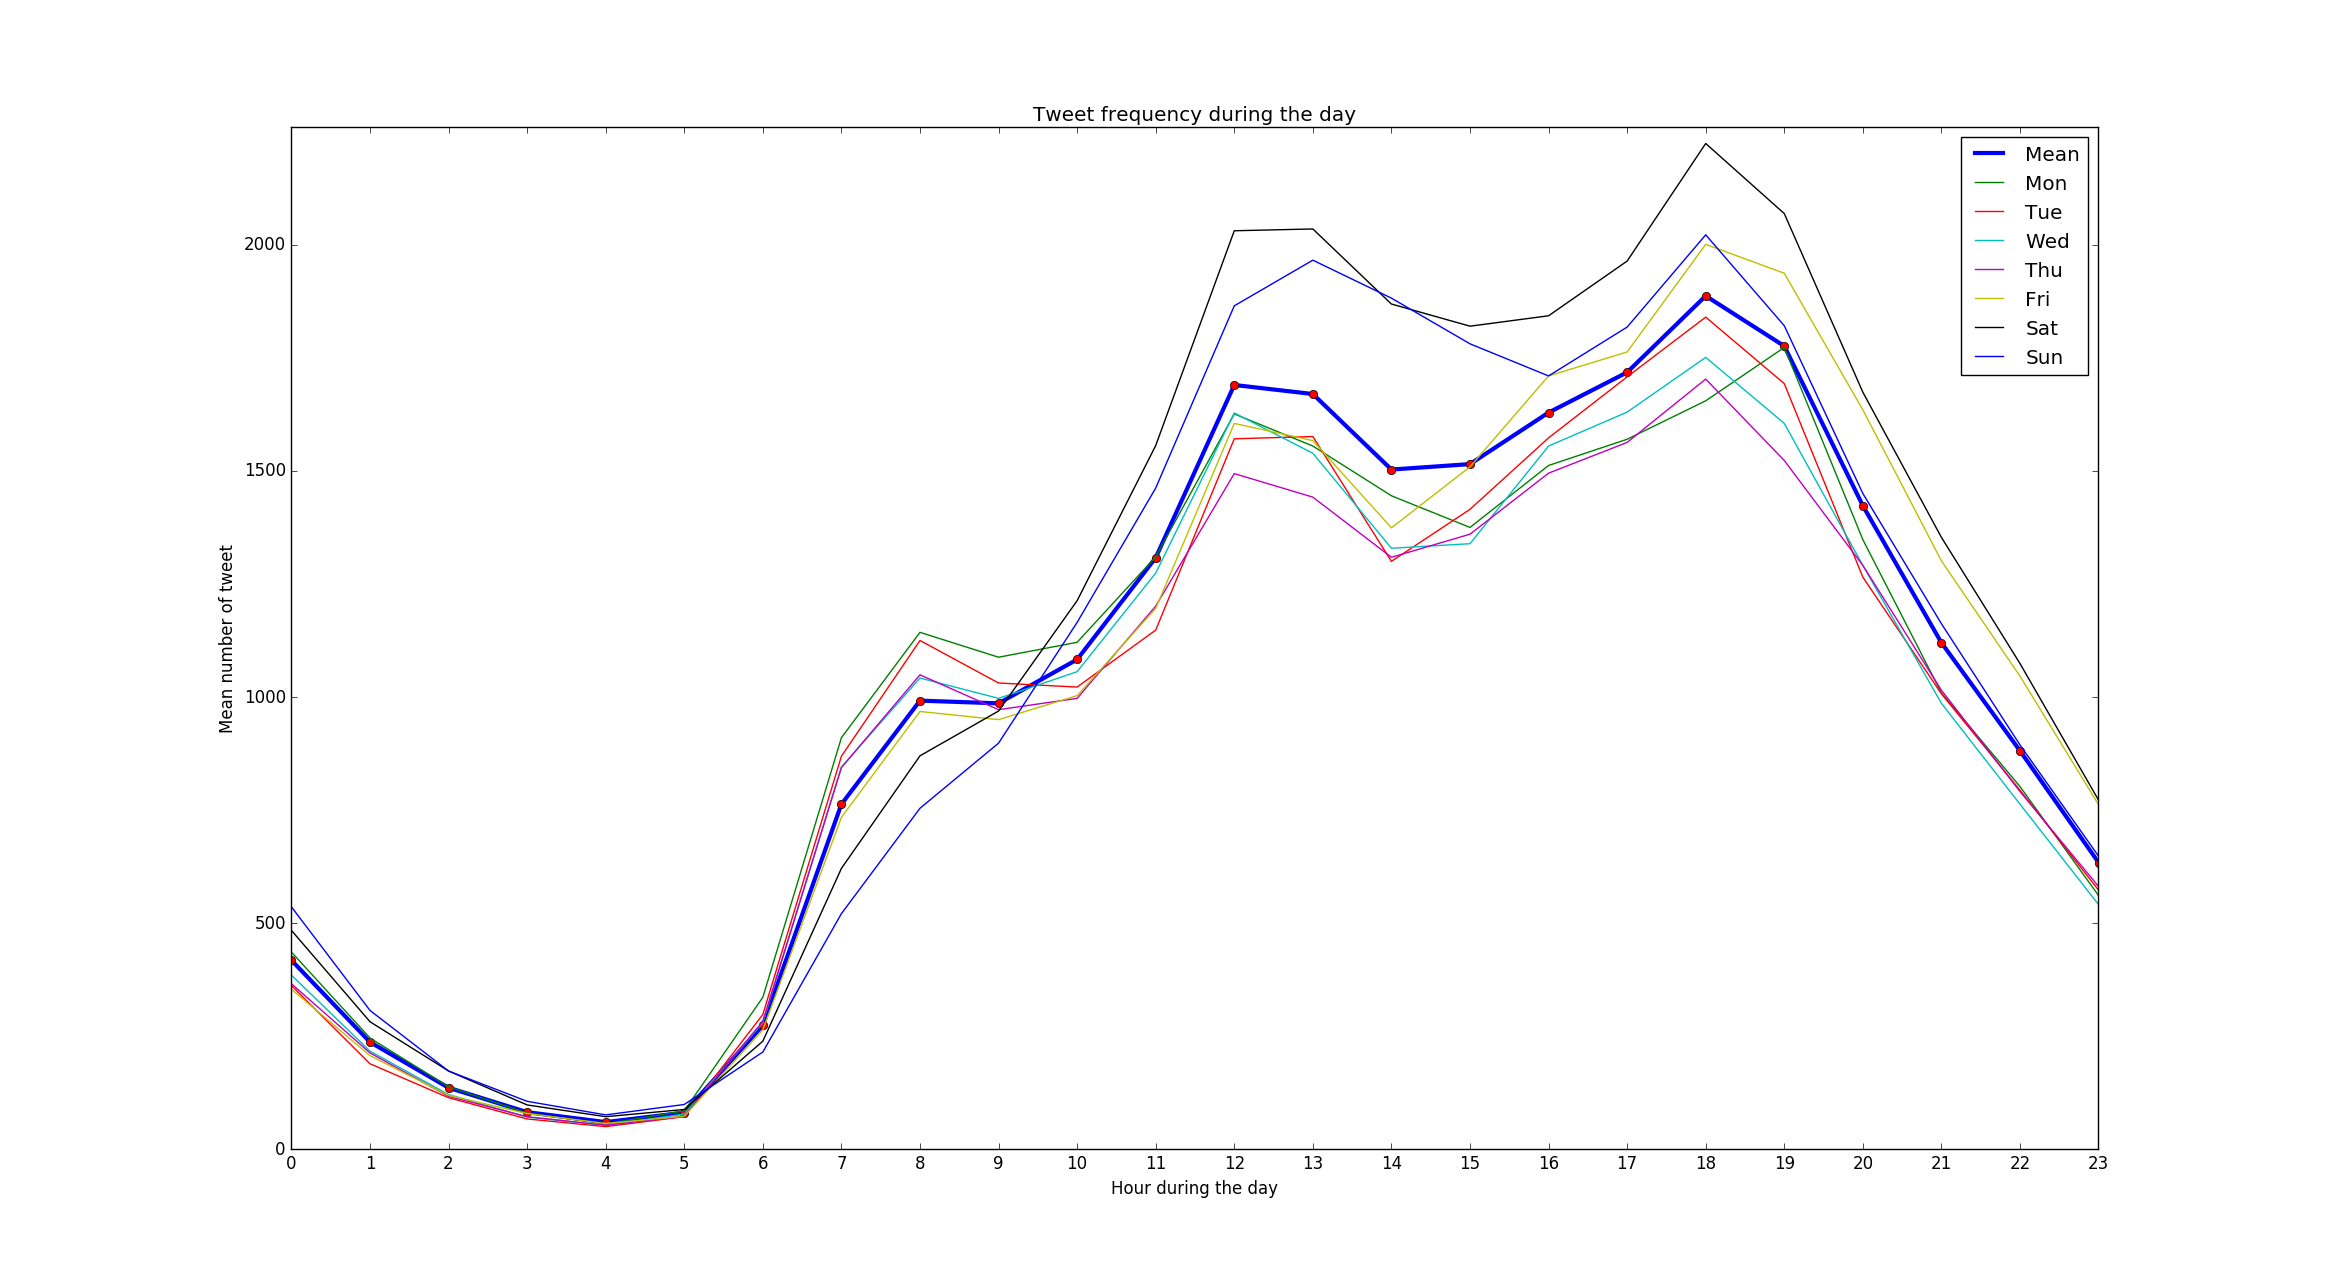 Tweet frequency during the day
Mean
Mon
Tue
Wed
Thu
Fri
Sat
Sun
2000
1500
1000
500
0
Mean number of tweet
0 1 2 3 4 5 6 7 8 9 10 11 12 13 14 15 16 17 18 19 20 21 22 23
Hour during the day